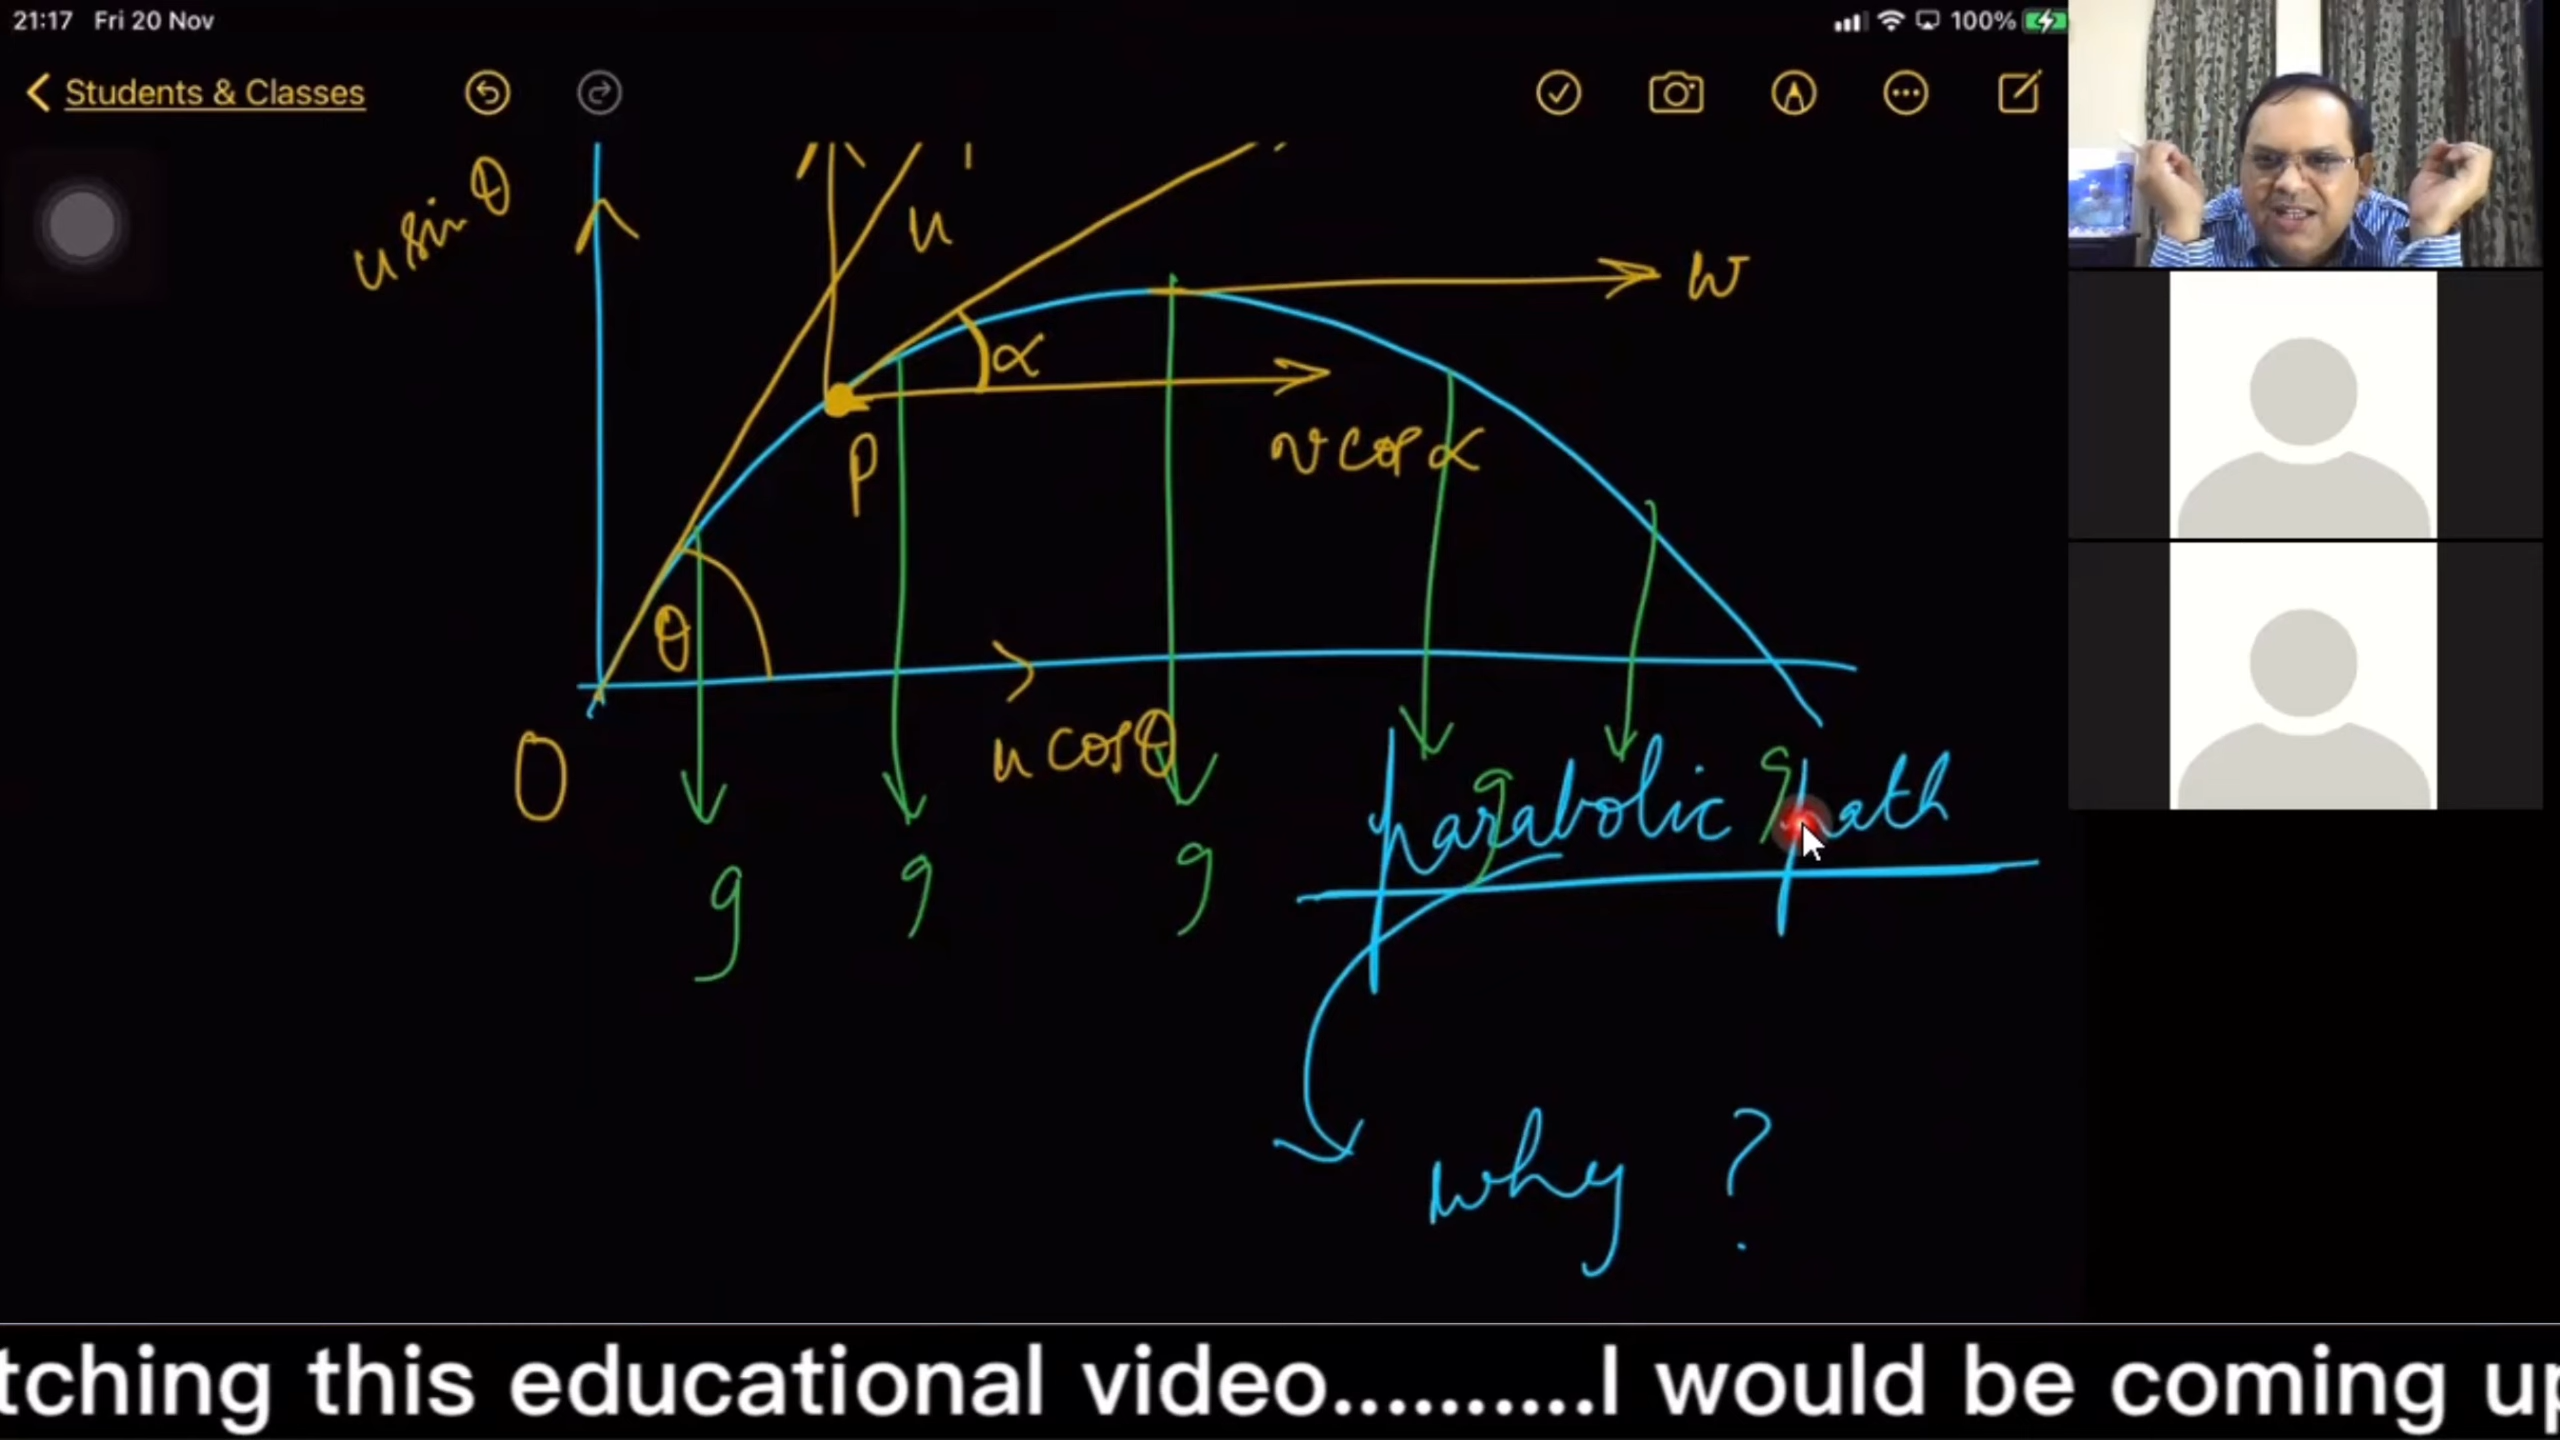 21:17 Fri 20 Nov
100%
Students & Classes
u sin θ
u
w
α
v cos α
P
θ
u cos θ
O
g g g g g
parabolic path
why ?
tching this educational video..........I would be coming up